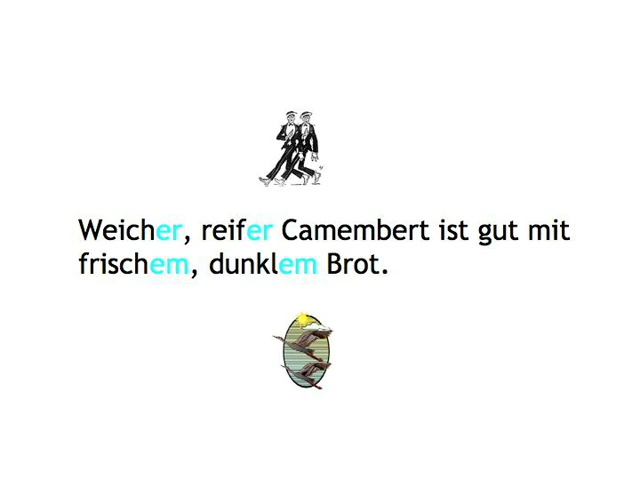 Weicher, reifer Camembert ist gut mit
frischem, dunklem Brot.